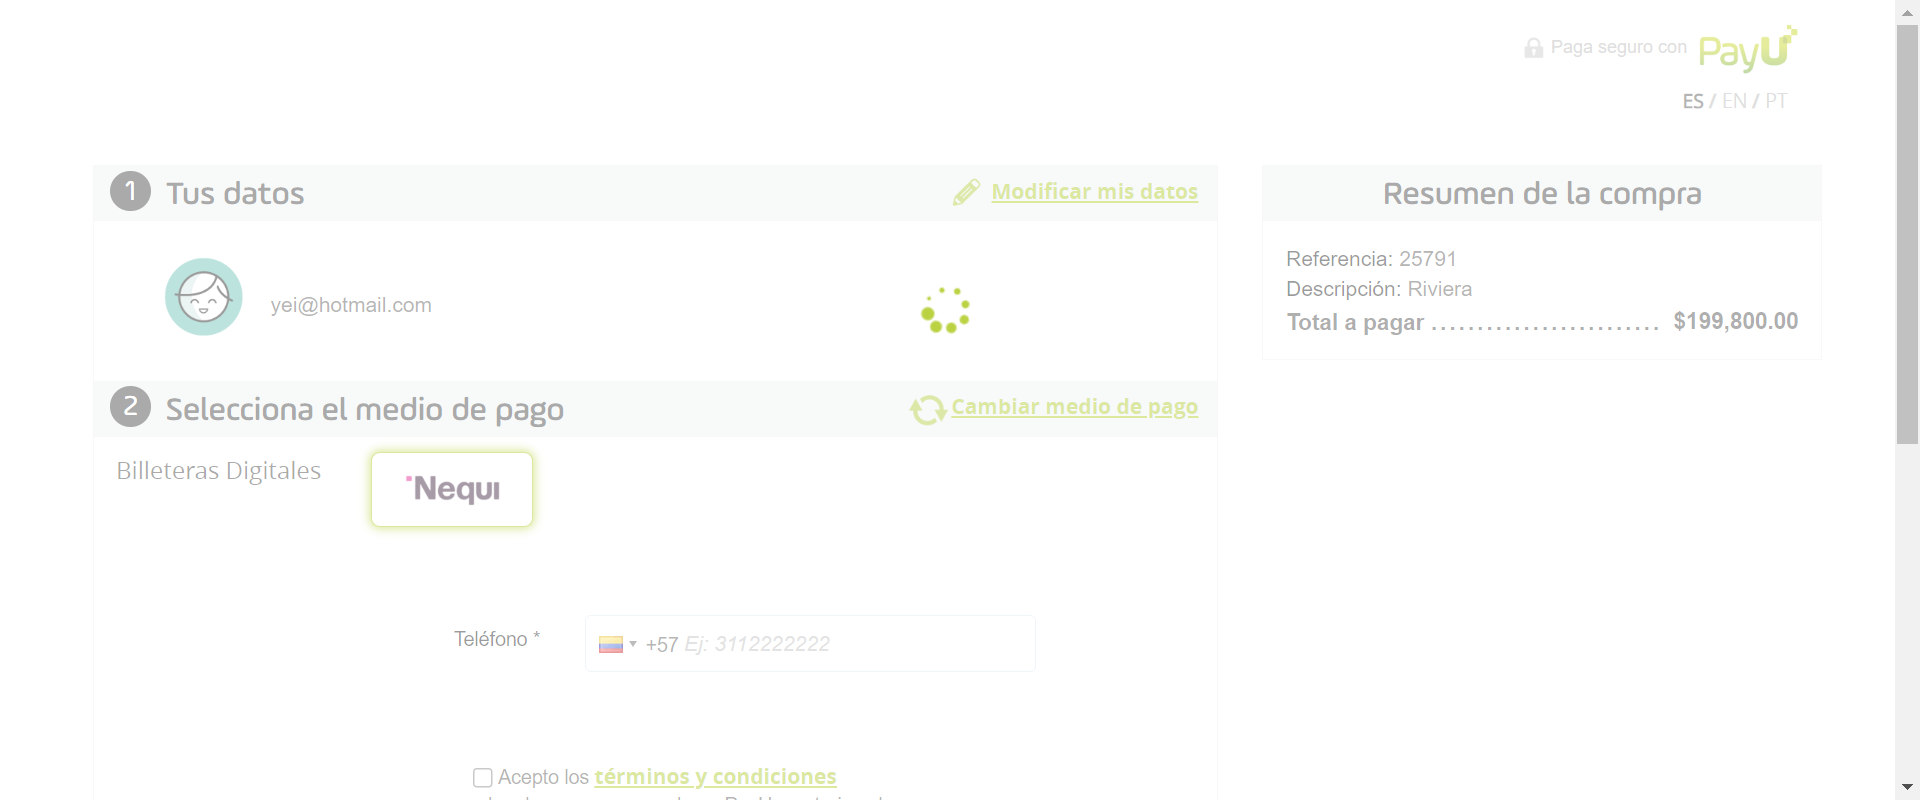 Paga seguro con PayU
ES / EN / PT
1 Tus datos
Modificar mis datos
yei@hotmail.com
2 Selecciona el medio de pago
Cambiar medio de pago
Billeteras Digitales
Nequi
Teléfono *
+57 Ej: 3112222222
Acepto los términos y condiciones
Resumen de la compra
Referencia: 25791
Descripción: Riviera
Total a pagar ......................... $199,800.00